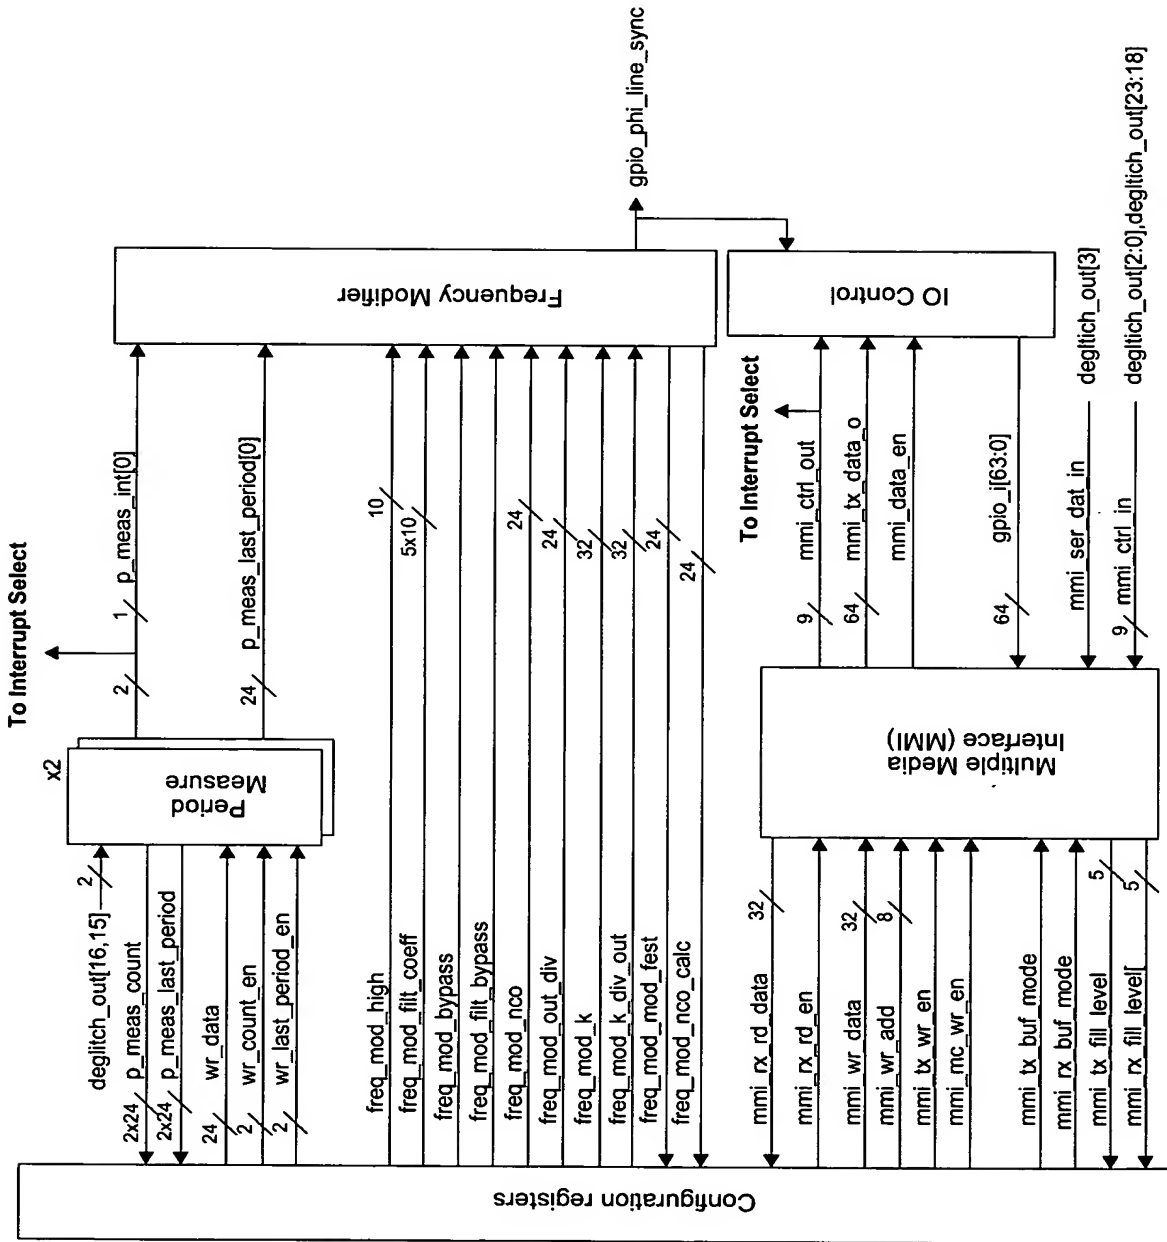 To Interrupt Select
x2
Period
Measure
deglitch_out[16,15]
2
2x24
p_meas_count
2x24
p_meas_last_period
24
wr_data
2
wr_count_en
2
wr_last_period_en
2
1
p_meas_int[0]
24
p_meas_last_period[0]
Frequency Modifier
gpio_phi_line_sync
freq_mod_high
10
freq_mod_filt_coeff
5x10
freq_mod_bypass
freq_mod_filt_bypass
freq_mod_nco
24
freq_mod_out_div
24
freq_mod_k
32
freq_mod_k_div_out
32
freq_mod_mod_fest
24
freq_mod_nco_calc
24
To Interrupt Select
IO Control
9
mmi_ctrl_out
64
mmi_tx_data_o
mmi_data_en
64
gpio_i[63:0]
mmi_ser_dat_in
degltich_out[3]
9
mmi_ctrl_in
degltich_out[2:0],degltich_out[23:18]
Multiple Media
Interface (MMI)
mmi_rx_rd_data
32
mmi_rx_rd_en
mmi_wr_data
32
mmi_wr_add
8
mmi_tx_wr_en
mmi_mc_wr_en
mmi_tx_buf_mode
mmi_rx_buf_mode
mmi_tx_fill_level
5
mmi_rx_fill_level[
5
Configuration registers